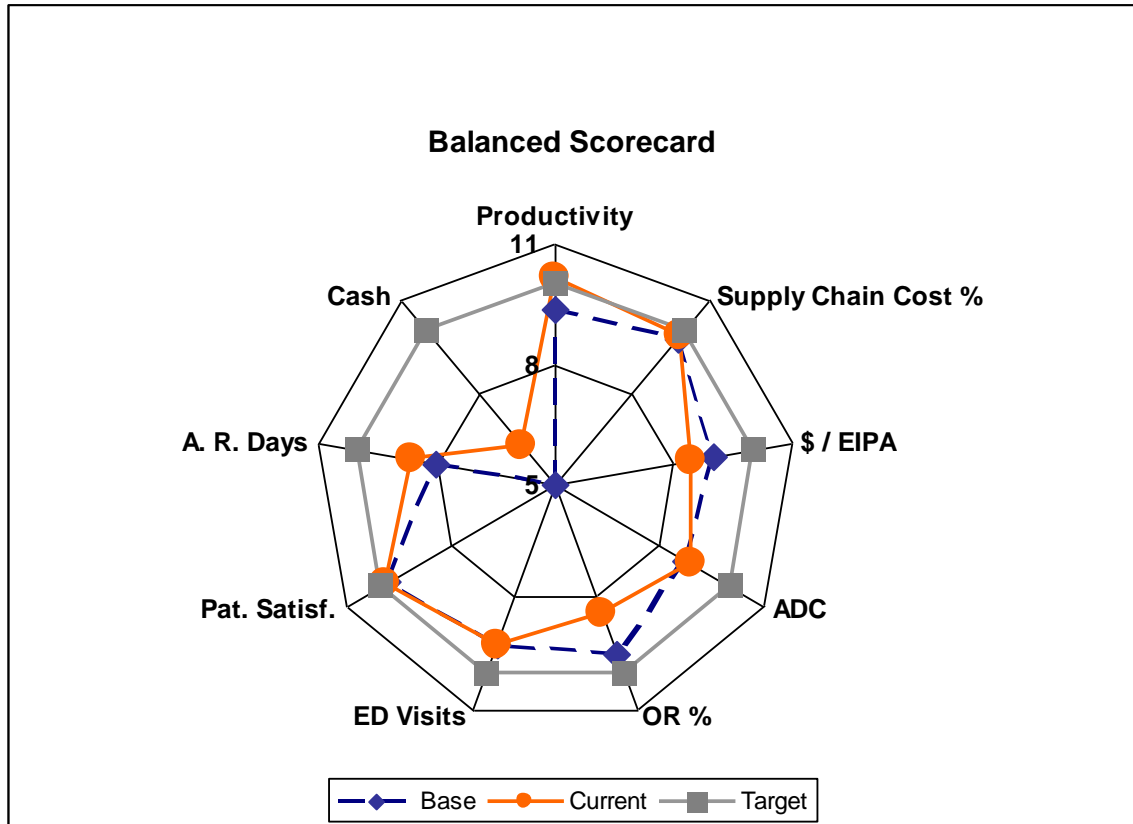 Balanced Scorecard
Productivity
11
Cash
Supply Chain Cost %
8
A. R. Days
$ / EIPA
5
Pat. Satisf.
ADC
ED Visits
OR %
Base
Current
Target